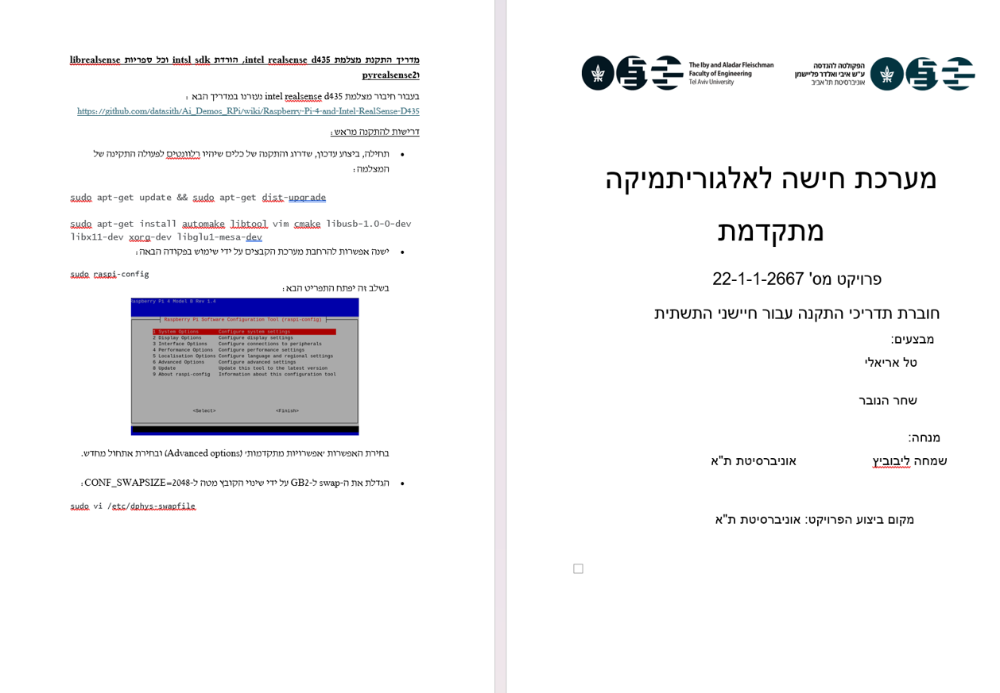 The Iby and Aladar Fleischman
Faculty of Engineering
Tel Aviv University
הפקולטה להנדסה
ע"ש איבי ואלדר פליישמן
אוניברסיטת תל אביב
מערכת חישה לאלגוריתמיקה
מתקדמת
פרויקט מס' 22-1-1-2667
חוברת תדריכי התקנה עבור חיישני התשתית
מבצעים:
טל אריאלי
שחר הנובר
מנחה:
שמחה ליבוביץ אוניברסיטת ת"א
מקום ביצוע הפרויקט: אוניברסיטת ת"א
מדריך התקנת מצלמת intel realsense d435, הורדת intsl sdk וכל ספריות librealsense
וpyrealsense2
בעבור חיבור מצלמת intel realsense d435 נעזרנו במדריך הבא :
https://github.com/datasith/Ai_Demos_RPi/wiki/Raspberry-Pi-4-and-Intel-RealSense-D435
דרישות להתקנה מראש:
• תחילה, ביצוע עדכון, שדרוג והתקנה של כלים שיהיו רלוונטים לפעולה התקינה של
המצלמה:
sudo apt-get update && sudo apt-get dist-upgrade
sudo apt-get install automake libtool vim cmake libusb-1.0-0-dev
libx11-dev xorg-dev libglu1-mesa-dev
• ישנה אפשרות להרחבת מערכת הקבצים על ידי שימוש בפקודה הבאה:
sudo raspi-config
בשלב זה יפתח התפריט הבא:
Raspberry Pi 4 Model B Rev 1.4
Raspberry Pi Software Configuration Tool (raspi-config)
1 System Options Configure system settings
2 Display Options Configure display settings
3 Interface Options Configure connections to peripherals
4 Performance Options Configure performance settings
5 Localisation Options Configure language and regional settings
6 Advanced Options Configure advanced settings
8 Update Update this tool to the latest version
9 About raspi-config Information about this configuration tool
<Select> <Finish>
בחירת האפשרות 'אפשרויות מתקדמות' (Advanced options) ובחירת אתחול מחדש.
• הגדלת את ה-swap ל-GB2 על ידי שינוי הקובץ מטה ל-CONF_SWAPSIZE=2048:
sudo vi /etc/dphys-swapfile